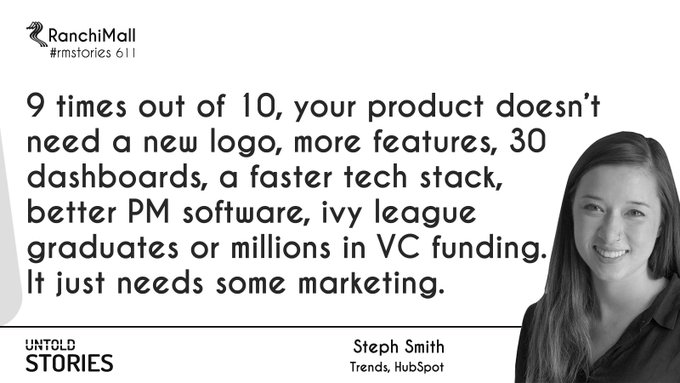 RanchiMall
#rmstories 611
9 times out of 10, your product doesn't
need a new logo, more features, 30
dashboards, a faster tech stack,
better PM software, ivy league
graduates or millions in VC funding.
It just needs some marketing.
UNTOLD
STORIES
Steph Smith
Trends, HubSpot